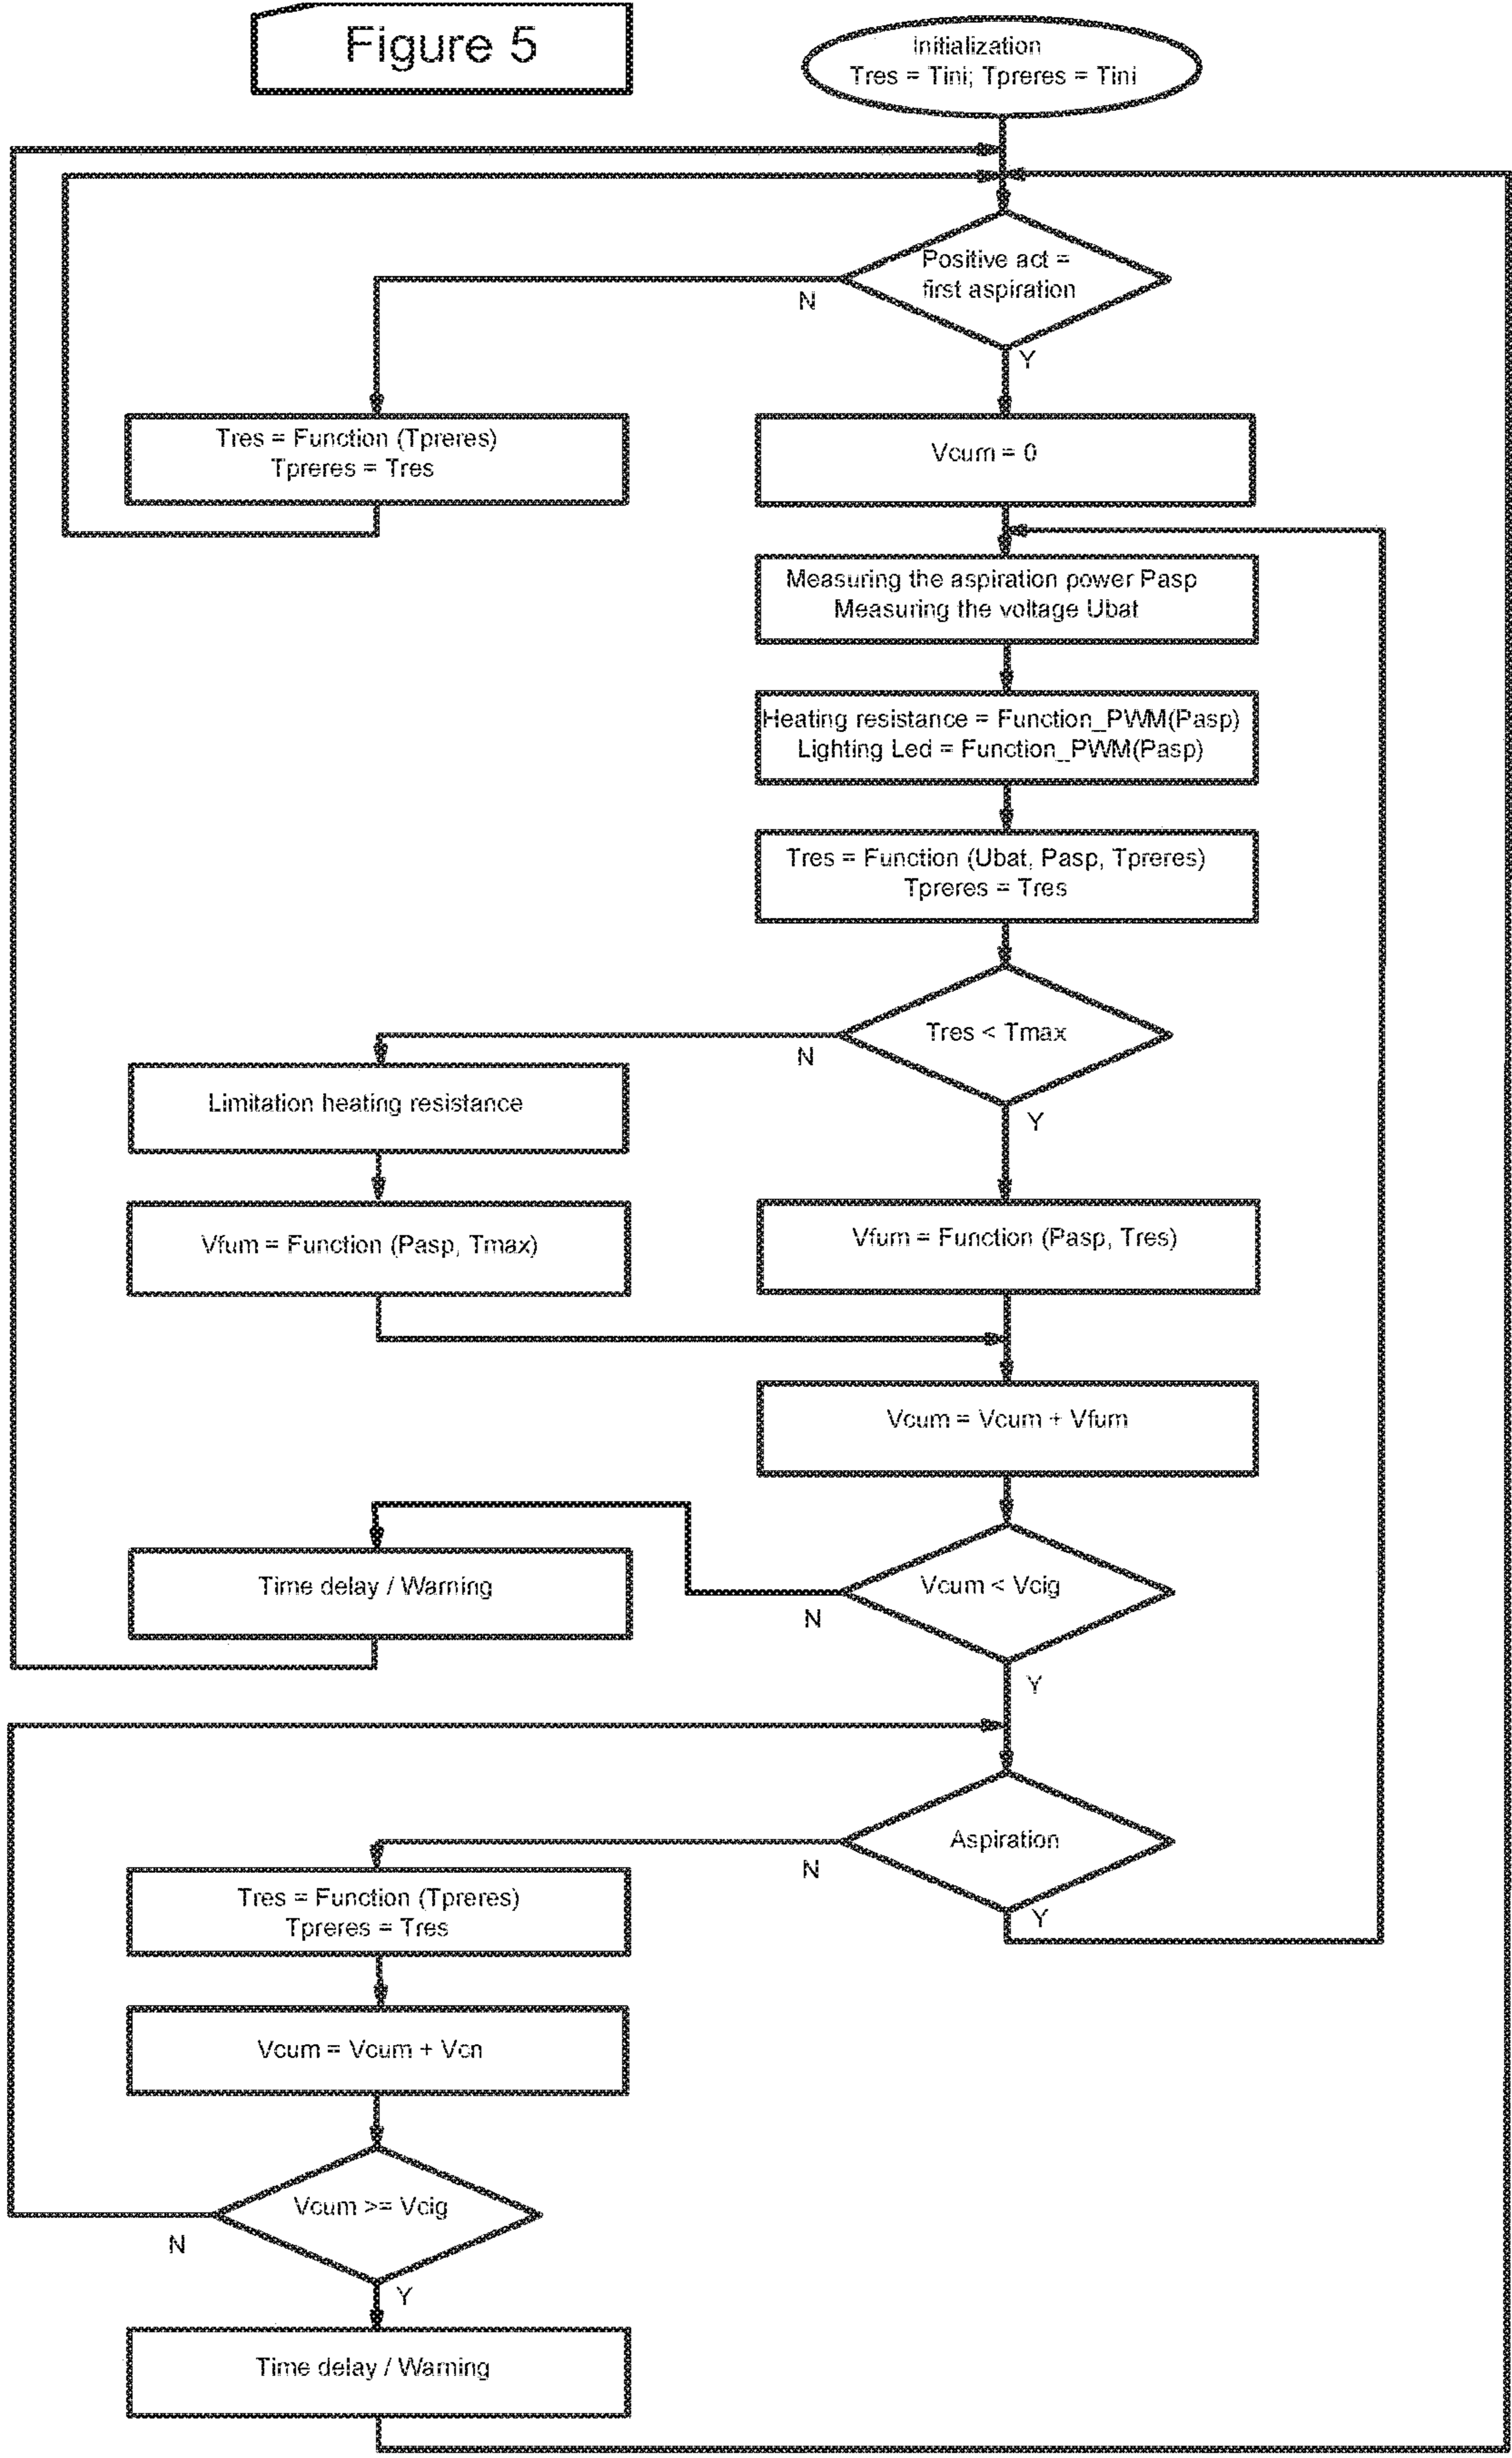 Figure 5
Initialization
Tres = Tini; Tpreres = Tini
Positive act =
first aspiration
N
Y
Tres = Function (Tpreres)
Tpreres = Tres
Vcum = 0
Measuring the aspiration power Pasp
Measuring the voltage Ubat
Heating resistance = Function_PWM(Pasp)
Lighting Led = Function_PWM(Pasp)
Tres = Function (Ubat, Pasp, Tpreres)
Tpreres = Tres
Tres < Tmax
N
Y
Limitation heating resistance
Vfum = Function (Pasp, Tmax)
Vfum = Function (Pasp, Tres)
Vcum = Vcum + Vfum
Vcum < Vcig
N
Y
Time delay / Warning
Aspiration
N
Y
Tres = Function (Tpreres)
Tpreres = Tres
Vcum = Vcum + Vcn
Vcum >= Vcig
N
Y
Time delay / Warning